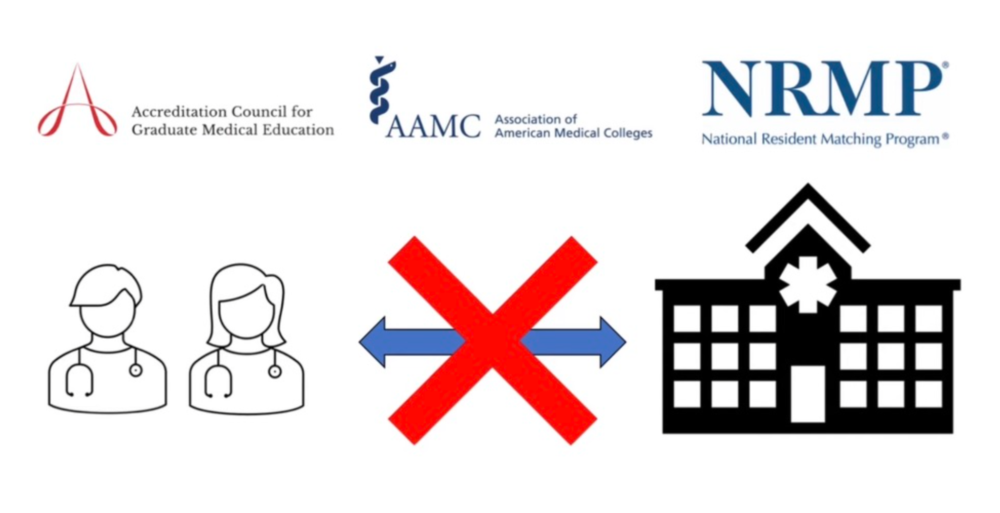 Accreditation Council for
Graduate Medical Education
AAMC
Association of
American Medical Colleges
NRMP®
National Resident Matching Program®